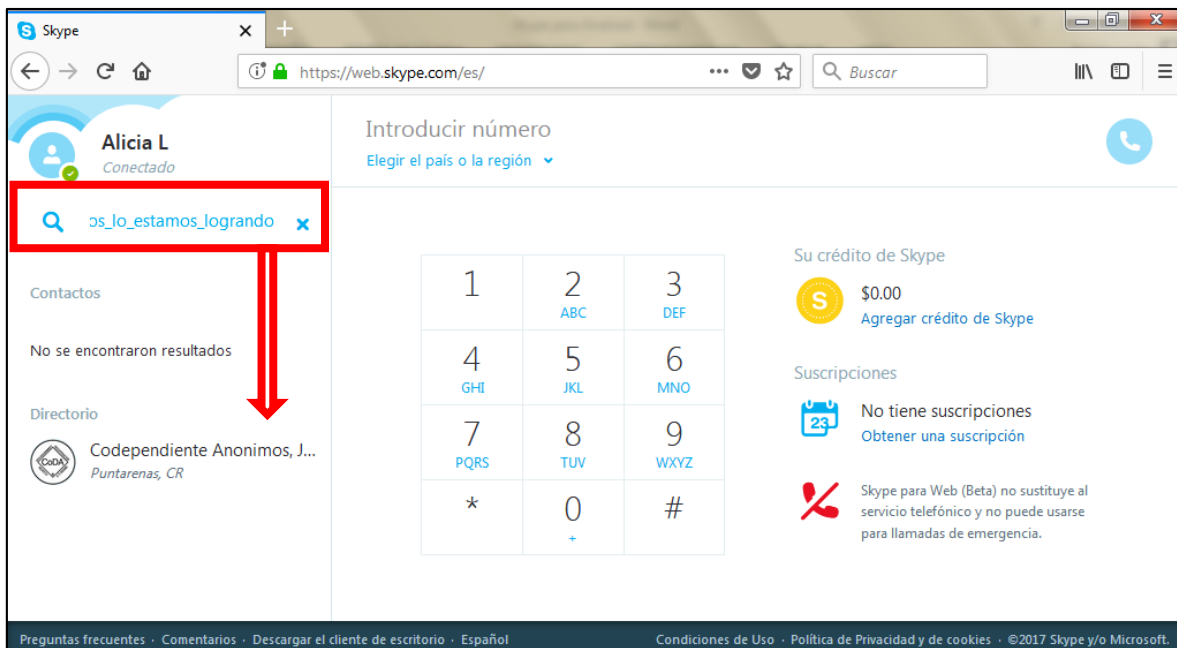 Skype
https://web.skype.com/es/
Buscar
Alicia L
Conectado
os_lo_estamos_logrando
Contactos
No se encontraron resultados
Directorio
CoDA
Codependiente Anonimos, J...
Puntarenas, CR
Introducir número
Elegir el país o la región
1
2
3
ABC
DEF
4
5
6
GHI
JKL
MNO
7
8
9
PQRS
TUV
WXYZ
*
0
#
+
Su crédito de Skype
S
$0.00
Agregar crédito de Skype
Suscripciones
23
No tiene suscripciones
Obtener una suscripción
Skype para Web (Beta) no sustituye al
servicio telefónico y no puede usarse
para llamadas de emergencia.
Preguntas frecuentes · Comentarios · Descargar el cliente de escritorio · Español
Condiciones de Uso · Política de Privacidad y de cookies · ©2017 Skype y/o Microsoft.